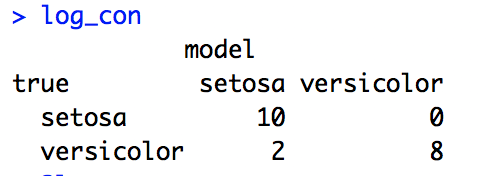 > log_con
model
true setosa versicolor
setosa 10 0
versicolor 2 8